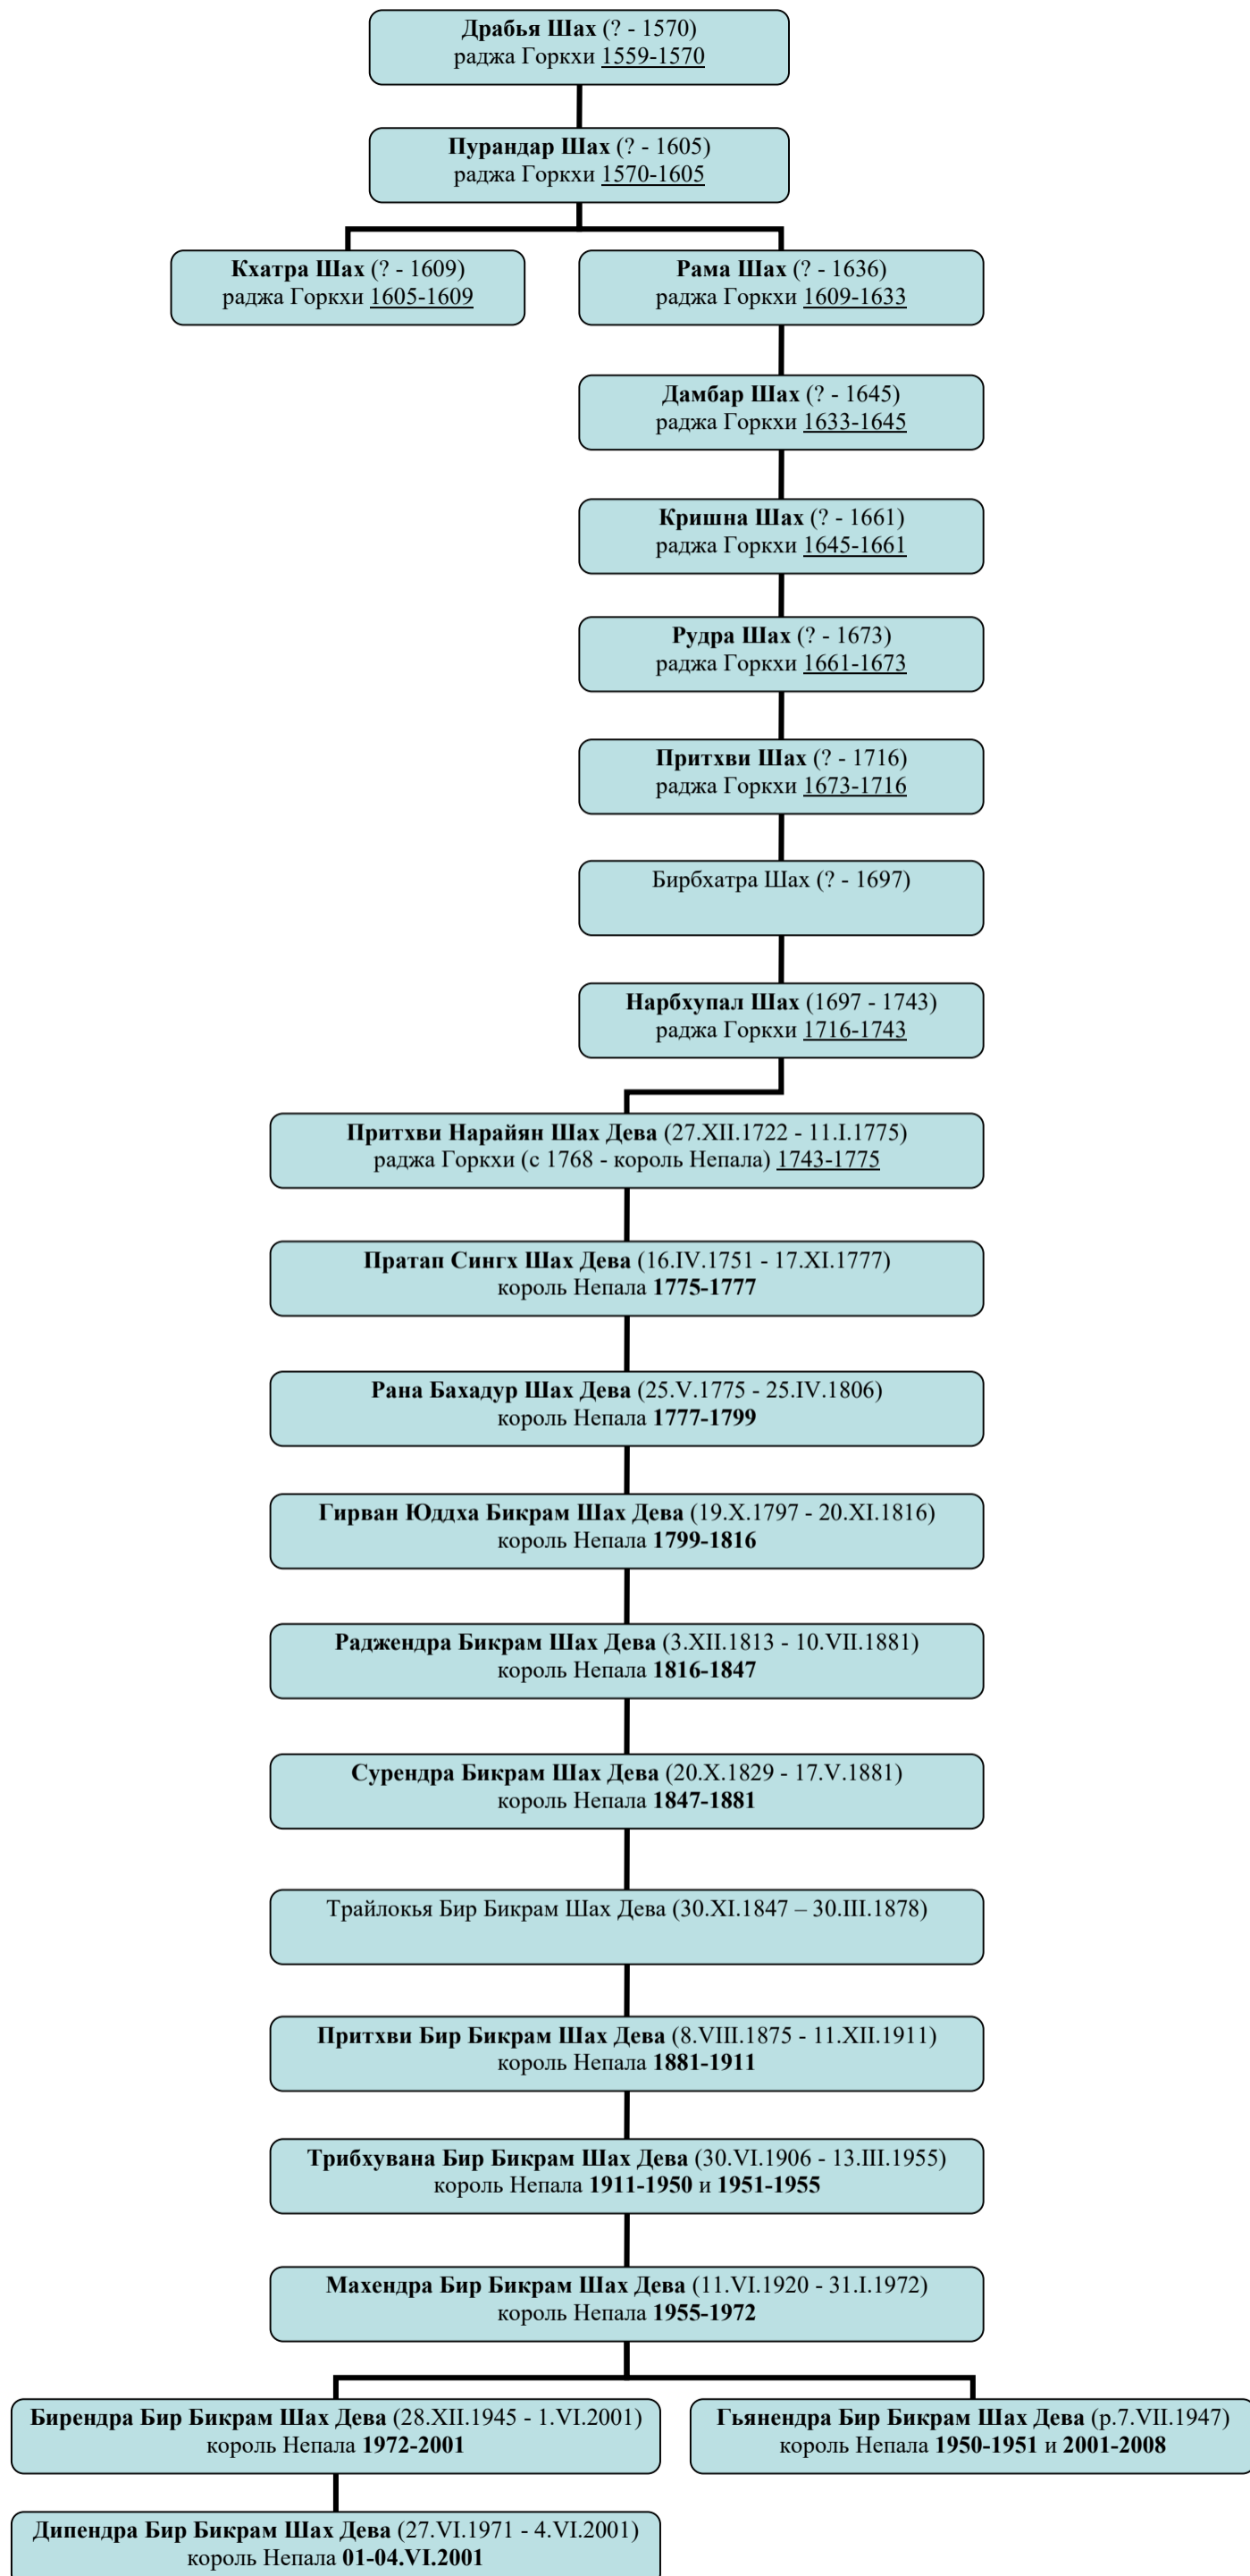 Драбья Шах (? - 1570)
раджа Горкхи 1559-1570
Пурандар Шах (? - 1605)
раджа Горкхи 1570-1605
Кхатра Шах (? - 1609)
раджа Горкхи 1605-1609
Рама Шах (? - 1636)
раджа Горкхи 1609-1633
Дамбар Шах (? - 1645)
раджа Горкхи 1633-1645
Кришна Шах (? - 1661)
раджа Горкхи 1645-1661
Рудра Шах (? - 1673)
раджа Горкхи 1661-1673
Притхви Шах (? - 1716)
раджа Горкхи 1673-1716
Бирбхатра Шах (? - 1697)
Нарбхупал Шах (1697 - 1743)
раджа Горкхи 1716-1743
Притхви Нарайян Шах Дева (27.XII.1722 - 11.I.1775)
раджа Горкхи (с 1768 - король Непала) 1743-1775
Пратап Сингх Шах Дева (16.IV.1751 - 17.XI.1777)
король Непала 1775-1777
Рана Бахадур Шах Дева (25.V.1775 - 25.IV.1806)
король Непала 1777-1799
Гирван Юддха Бикрам Шах Дева (19.X.1797 - 20.XI.1816)
король Непала 1799-1816
Раджендра Бикрам Шах Дева (3.XII.1813 - 10.VII.1881)
король Непала 1816-1847
Сурендра Бикрам Шах Дева (20.X.1829 - 17.V.1881)
король Непала 1847-1881
Трайлокья Бир Бикрам Шах Дева (30.XI.1847 – 30.III.1878)
Притхви Бир Бикрам Шах Дева (8.VIII.1875 - 11.XII.1911)
король Непала 1881-1911
Трибхувана Бир Бикрам Шах Дева (30.VI.1906 - 13.III.1955)
король Непала 1911-1950 и 1951-1955
Махендра Бир Бикрам Шах Дева (11.VI.1920 - 31.I.1972)
король Непала 1955-1972
Бирендра Бир Бикрам Шах Дева (28.XII.1945 - 1.VI.2001)
король Непала 1972-2001
Гьянендра Бир Бикрам Шах Дева (р.7.VII.1947)
король Непала 1950-1951 и 2001-2008
Дипендра Бир Бикрам Шах Дева (27.VI.1971 - 4.VI.2001)
король Непала 01-04.VI.2001